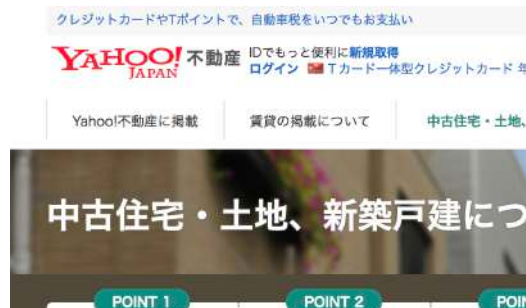 クレジットカードやTポイントで、自動車税をいつでもお支払い
YAHOO! JAPAN 不動産
IDでもっと便利に新規取得
ログイン Tカード一体型クレジットカード 年
Yahoo!不動産に掲載 賃貸の掲載について 中古住宅・土地、
中古住宅・土地、新築戸建につ
POINT 1 POINT 2 POI